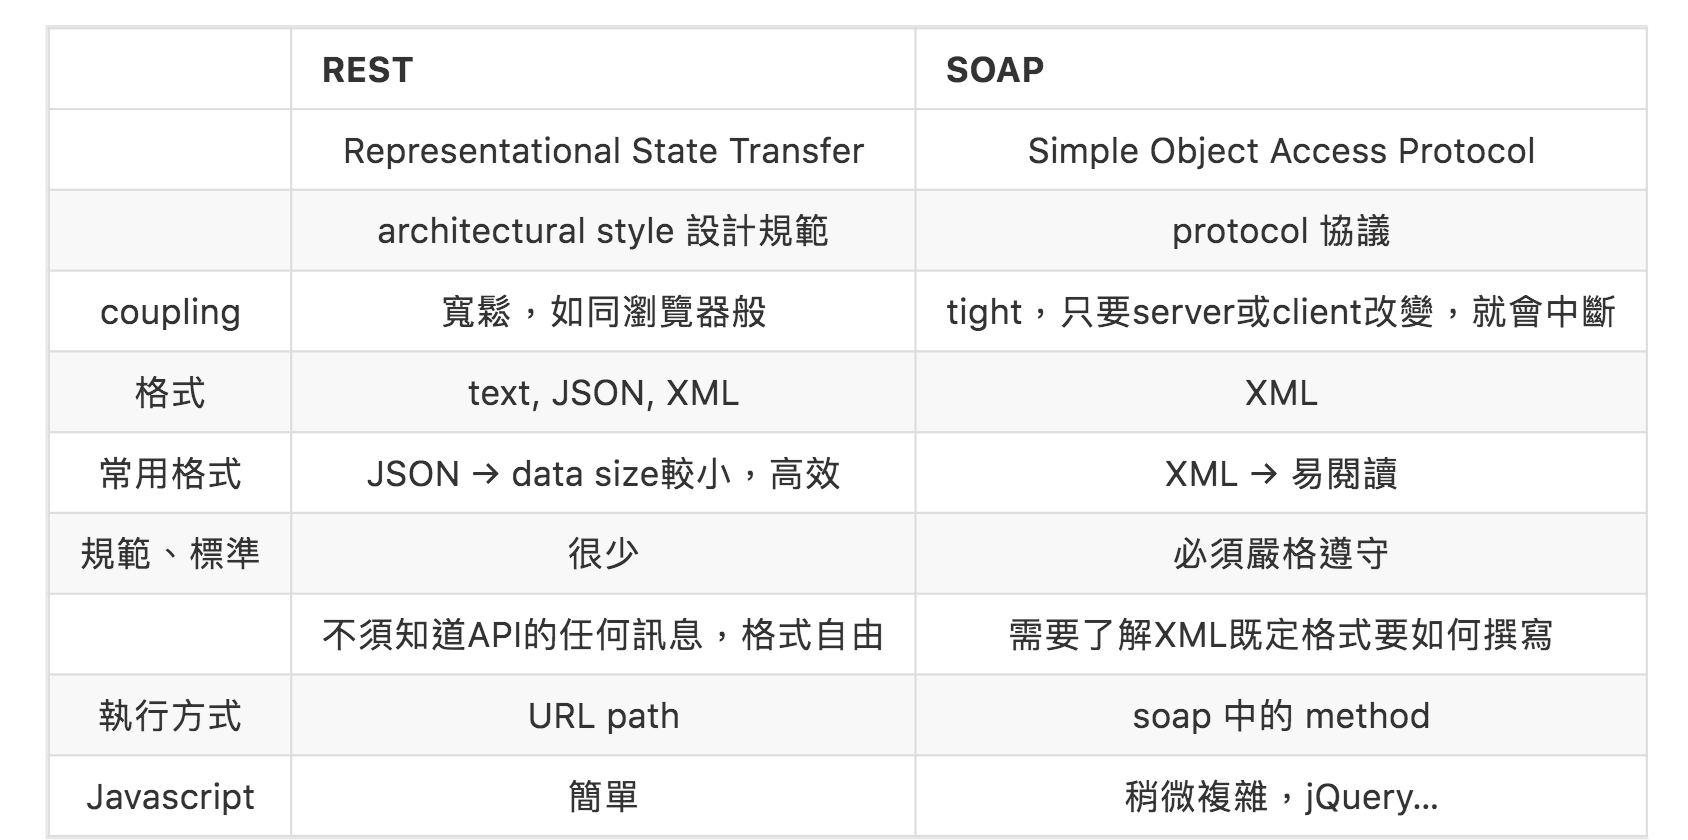 REST SOAP
Representational State Transfer Simple Object Access Protocol
architectural style 設計規範 protocol 協議
coupling 寬鬆，如同瀏覽器般 tight，只要server或client改變，就會中斷
格式 text, JSON, XML XML
常用格式 JSON → data size較小，高效 XML → 易閱讀
規範、標準 很少 必須嚴格遵守
不須知道API的任何訊息，格式自由 需要了解XML既定格式要如何撰寫
執行方式 URL path soap 中的 method
Javascript 簡單 稍微複雜，jQuery…